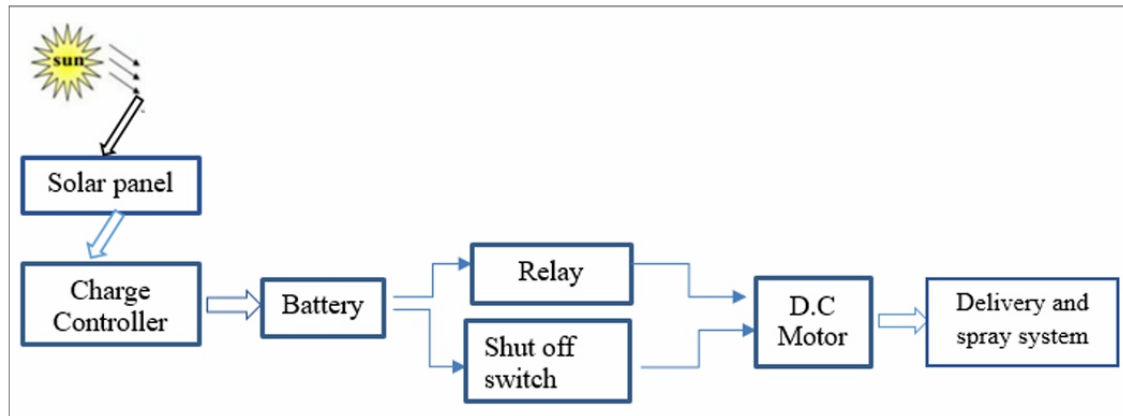 sun
Solar panel
Charge
Controller
Battery
Relay
Shut off
switch
D.C
Motor
Delivery and
spray system